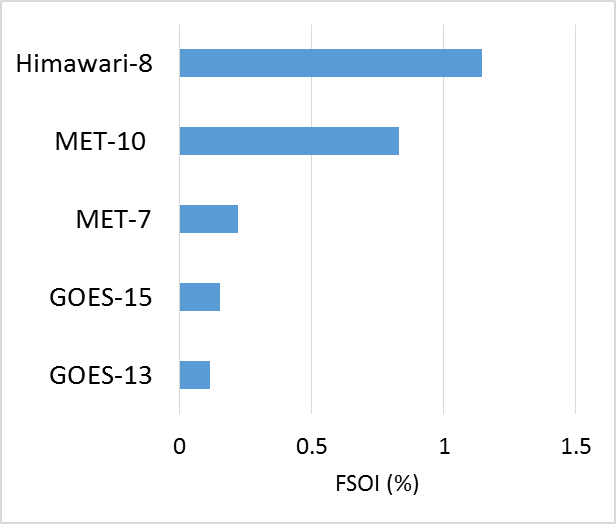 Himawari-8
MET-10
MET-7
GOES-15
GOES-13
0 0.5 1 1.5
FSOI (%)